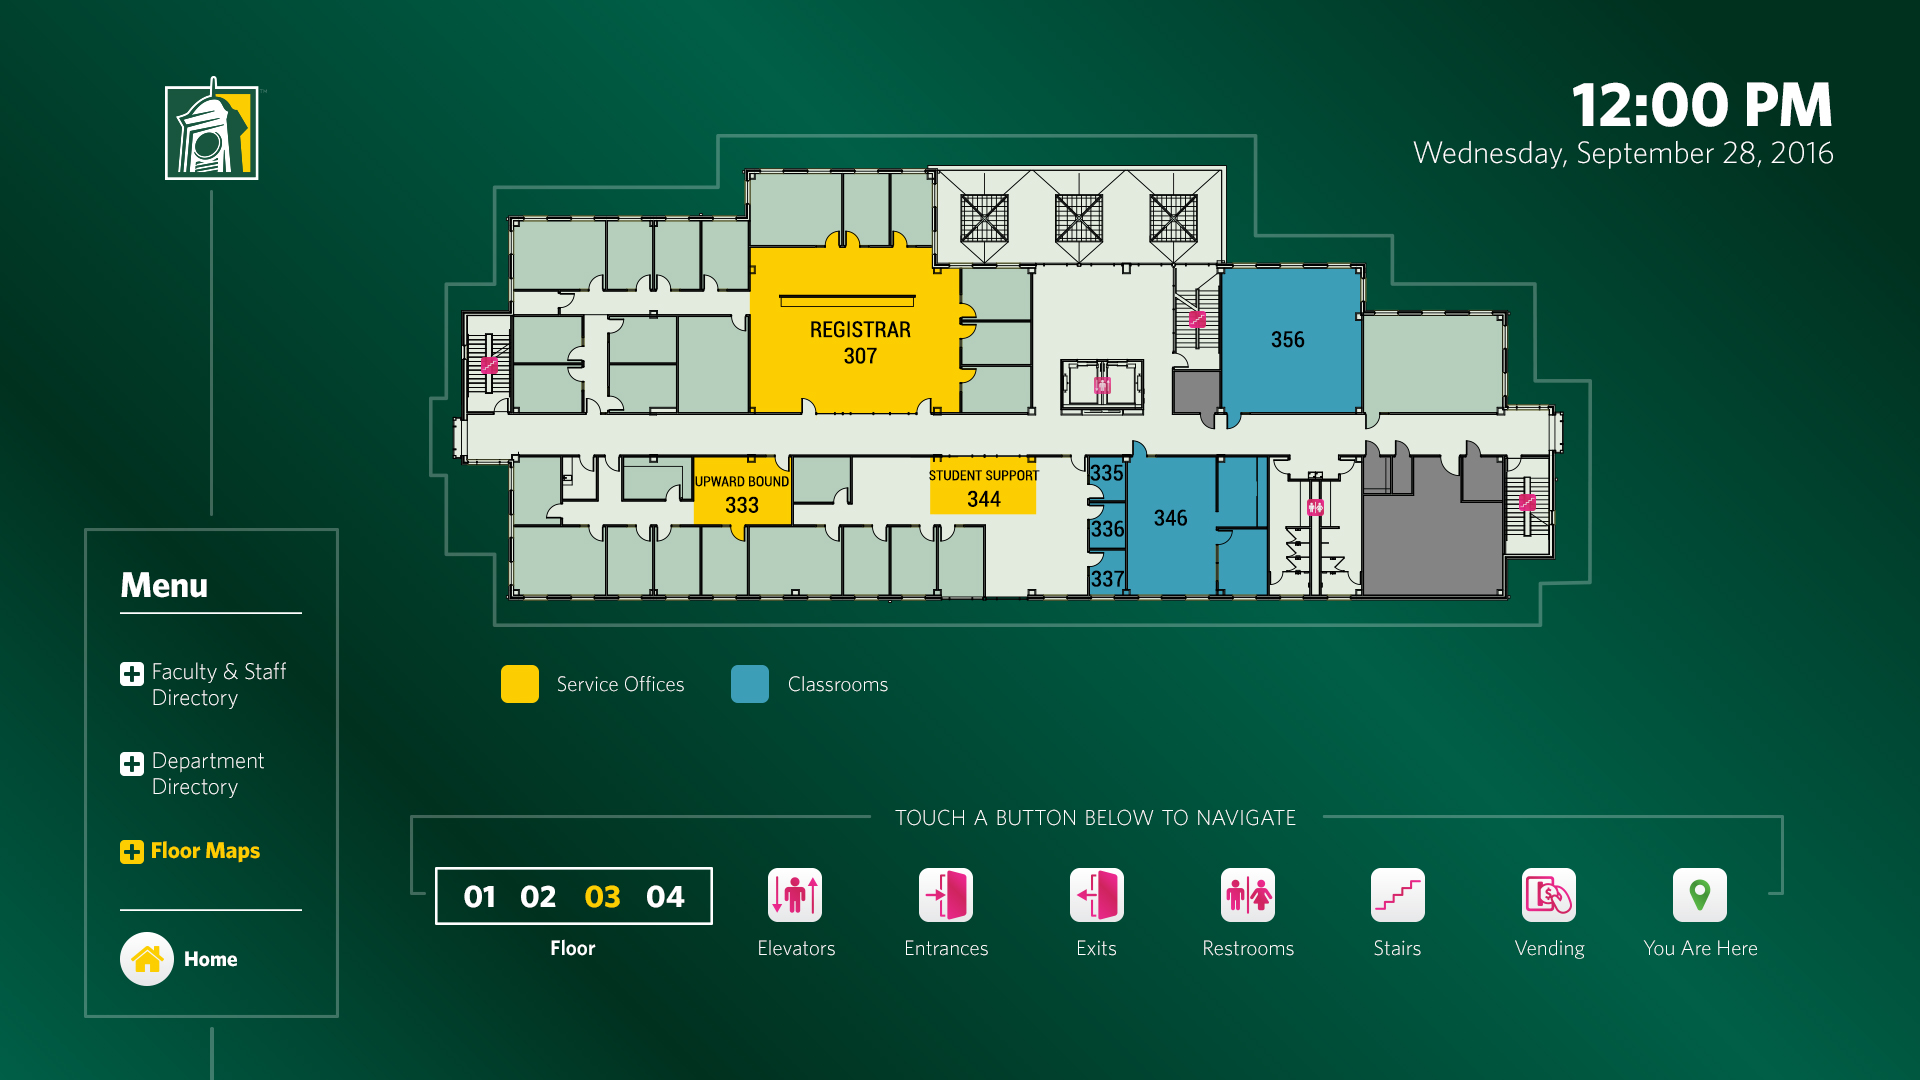 12:00 PM
Wednesday, September 28, 2016
REGISTRAR
307
356
UPWARD BOUND
333
STUDENT SUPPORT
344
335
336
337
346
Service Offices
Classrooms
Menu
Faculty & Staff
Directory
Department
Directory
Floor Maps
Home
TOUCH A BUTTON BELOW TO NAVIGATE
01 02 03 04
Floor
Elevators
Entrances
Exits
Restrooms
Stairs
Vending
You Are Here